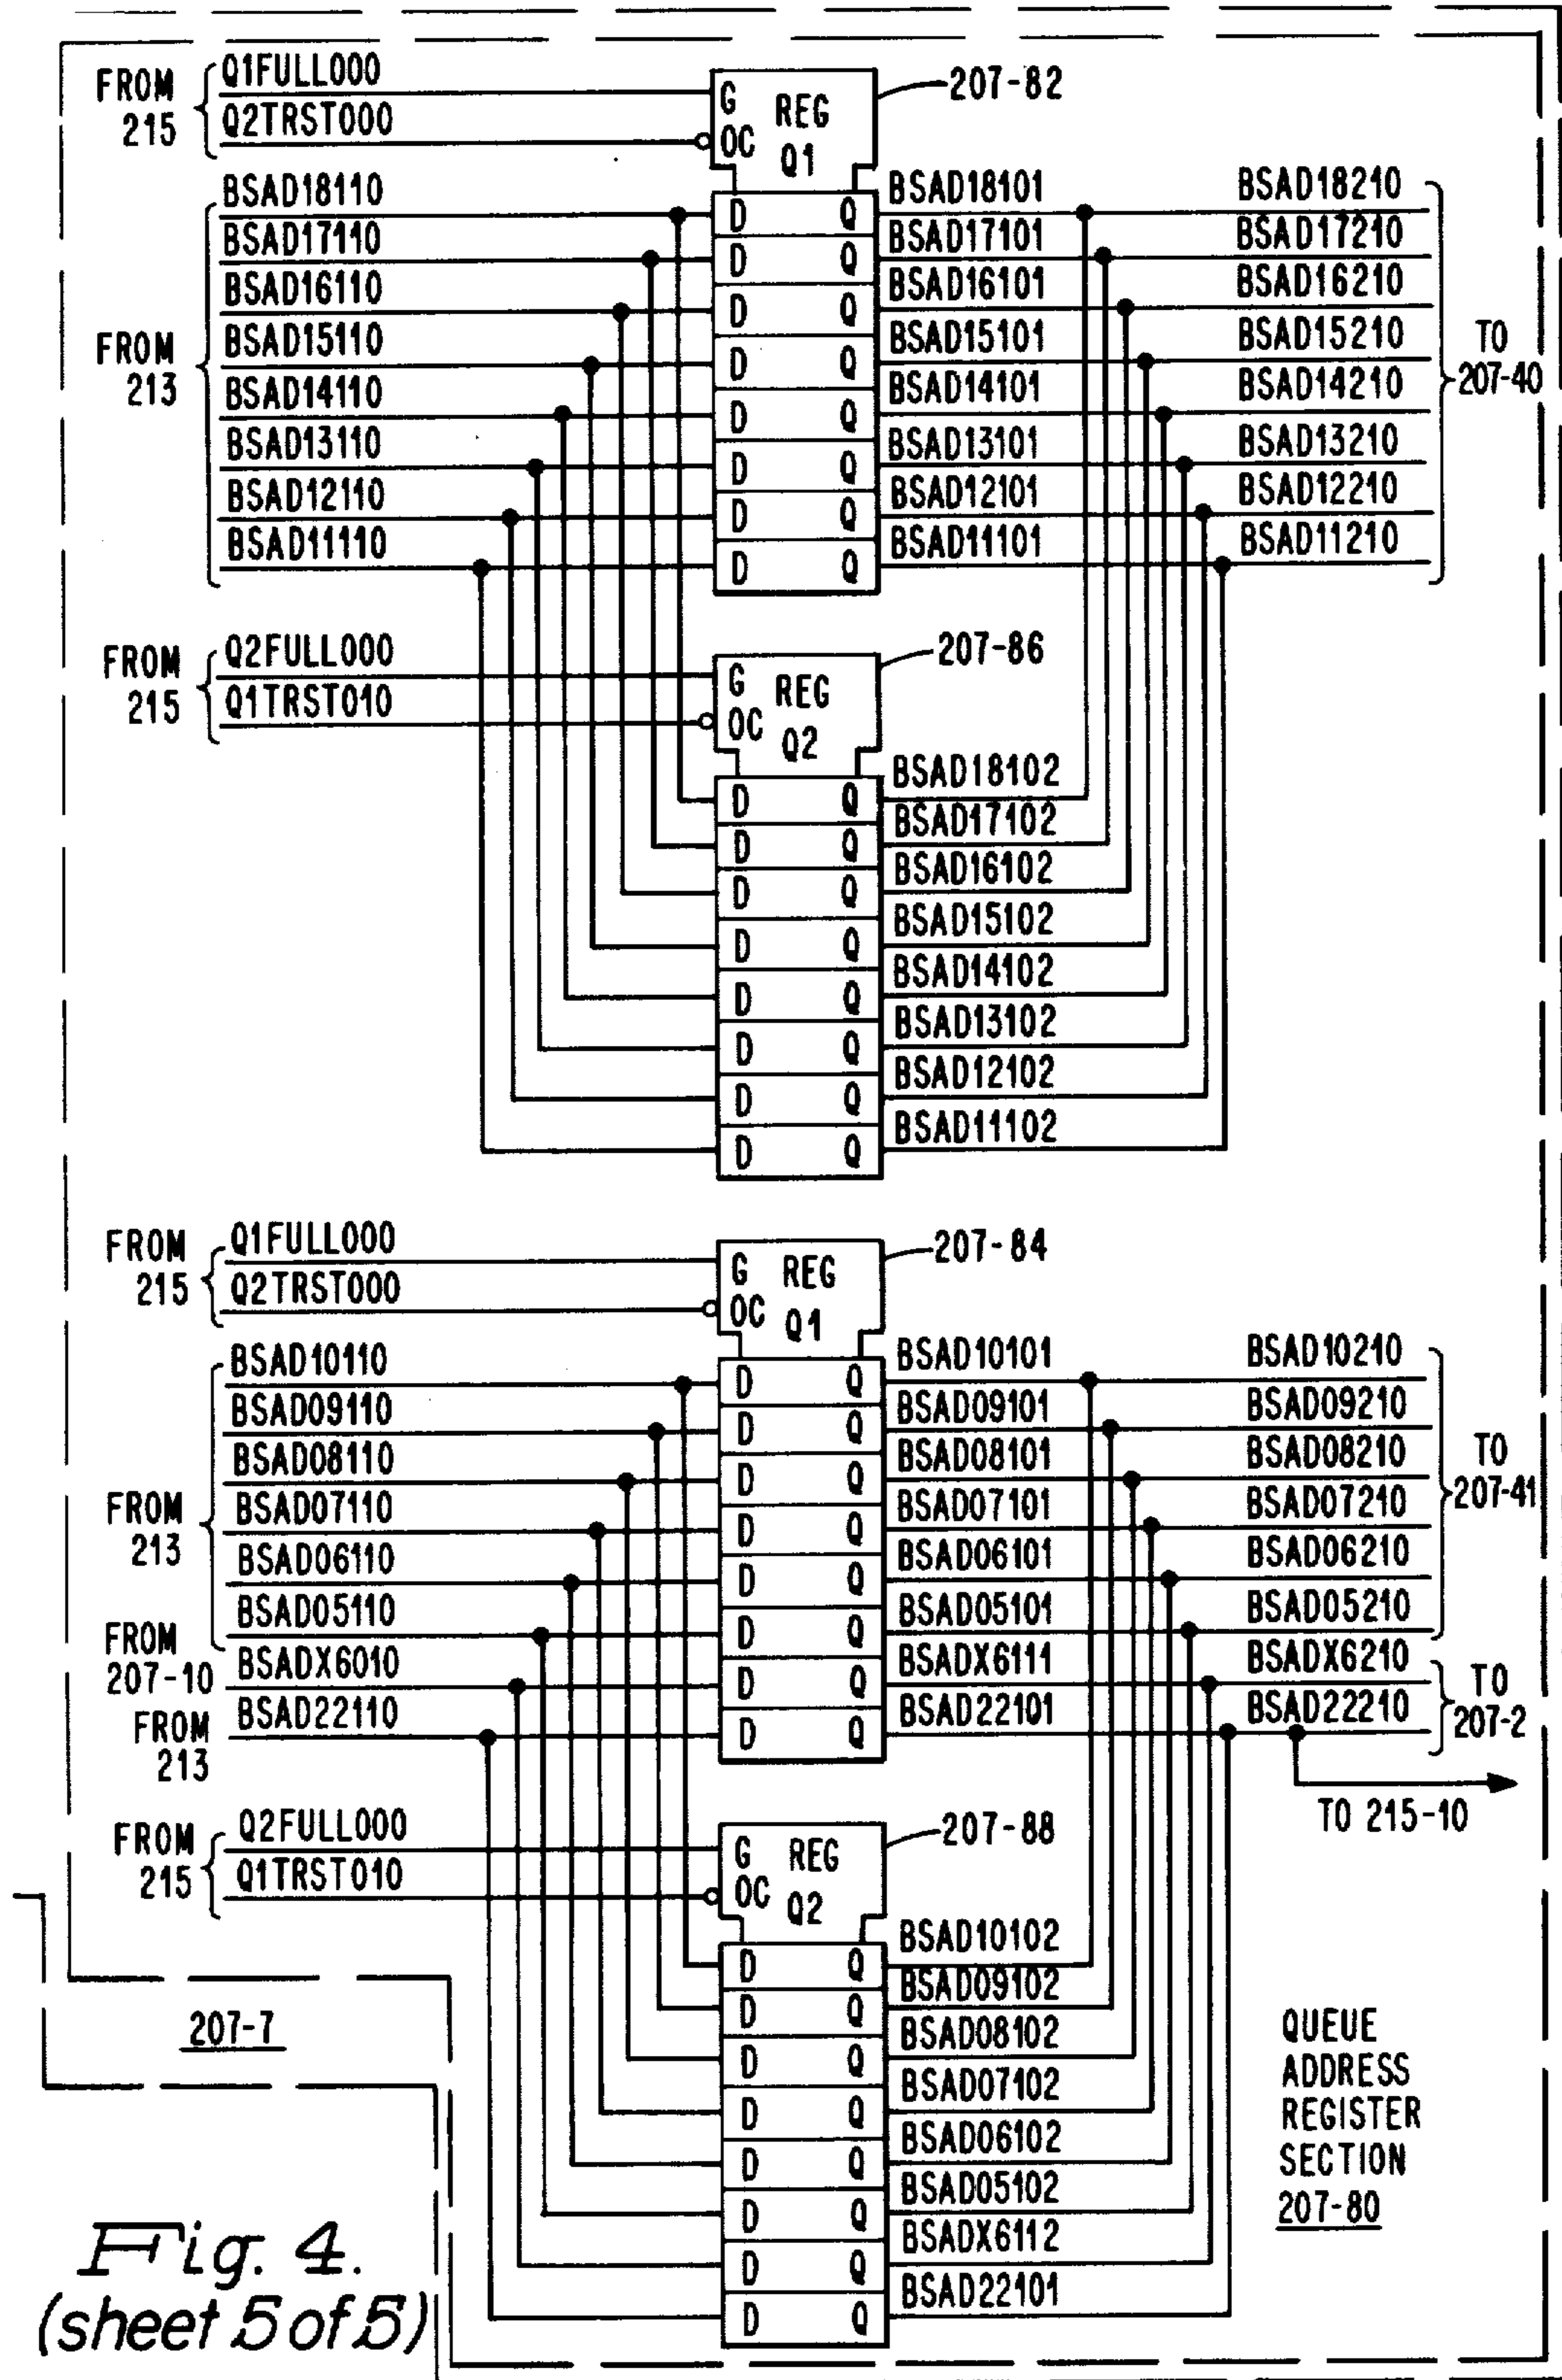 FROM 215
Q1FULL000
Q2TRST000
G REG
OC Q1
207-82
FROM 213
BSAD18110
BSAD17110
BSAD16110
BSAD15110
BSAD14110
BSAD13110
BSAD12110
BSAD11110
D Q
D Q
D Q
D Q
D Q
D Q
D Q
D Q
BSAD18101 BSAD18210
BSAD17101 BSAD17210
BSAD16101 BSAD16210
BSAD15101 BSAD15210
BSAD14101 BSAD14210
BSAD13101 BSAD13210
BSAD12101 BSAD12210
BSAD11101 BSAD11210
TO 207-40
FROM 215
Q2FULL000
Q1TRST010
G REG
OC Q2
207-86
D Q
D Q
D Q
D Q
D Q
D Q
D Q
D Q
BSAD18102
BSAD17102
BSAD16102
BSAD15102
BSAD14102
BSAD13102
BSAD12102
BSAD11102
FROM 215
Q1FULL000
Q2TRST000
G REG
OC Q1
207-84
FROM 213
BSAD10110
BSAD09110
BSAD08110
BSAD07110
BSAD06110
BSAD05110
FROM 207-10
BSADX6010
FROM 213
BSAD22110
D Q
D Q
D Q
D Q
D Q
D Q
D Q
D Q
BSAD10101 BSAD10210
BSAD09101 BSAD09210
BSAD08101 BSAD08210
BSAD07101 BSAD07210
BSAD06101 BSAD06210
BSAD05101 BSAD05210
BSADX6111 BSADX6210
BSAD22101 BSAD22210
TO 207-41
TO 207-2
TO 215-10
FROM 215
Q2FULL000
Q1TRST010
G REG
OC Q2
207-88
D Q
D Q
D Q
D Q
D Q
D Q
D Q
D Q
BSAD10102
BSAD09102
BSAD08102
BSAD07102
BSAD06102
BSAD05102
BSADX6112
BSAD22101
207-7
QUEUE
ADDRESS
REGISTER
SECTION
207-80
Fig. 4.
(sheet 5 of 5)